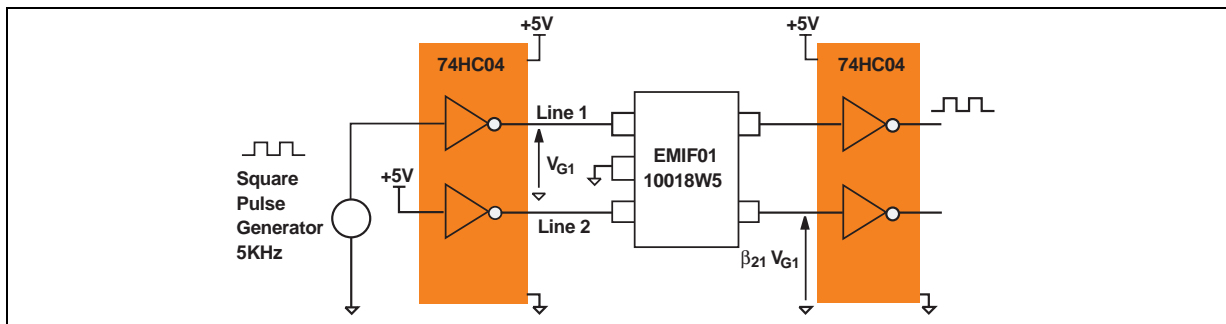 +5V
+5V
74HC04
74HC04
Line 1
V_G1
EMIF01
10018W5
+5V
Square
Pulse
Generator
5KHz
Line 2
β21 V_G1